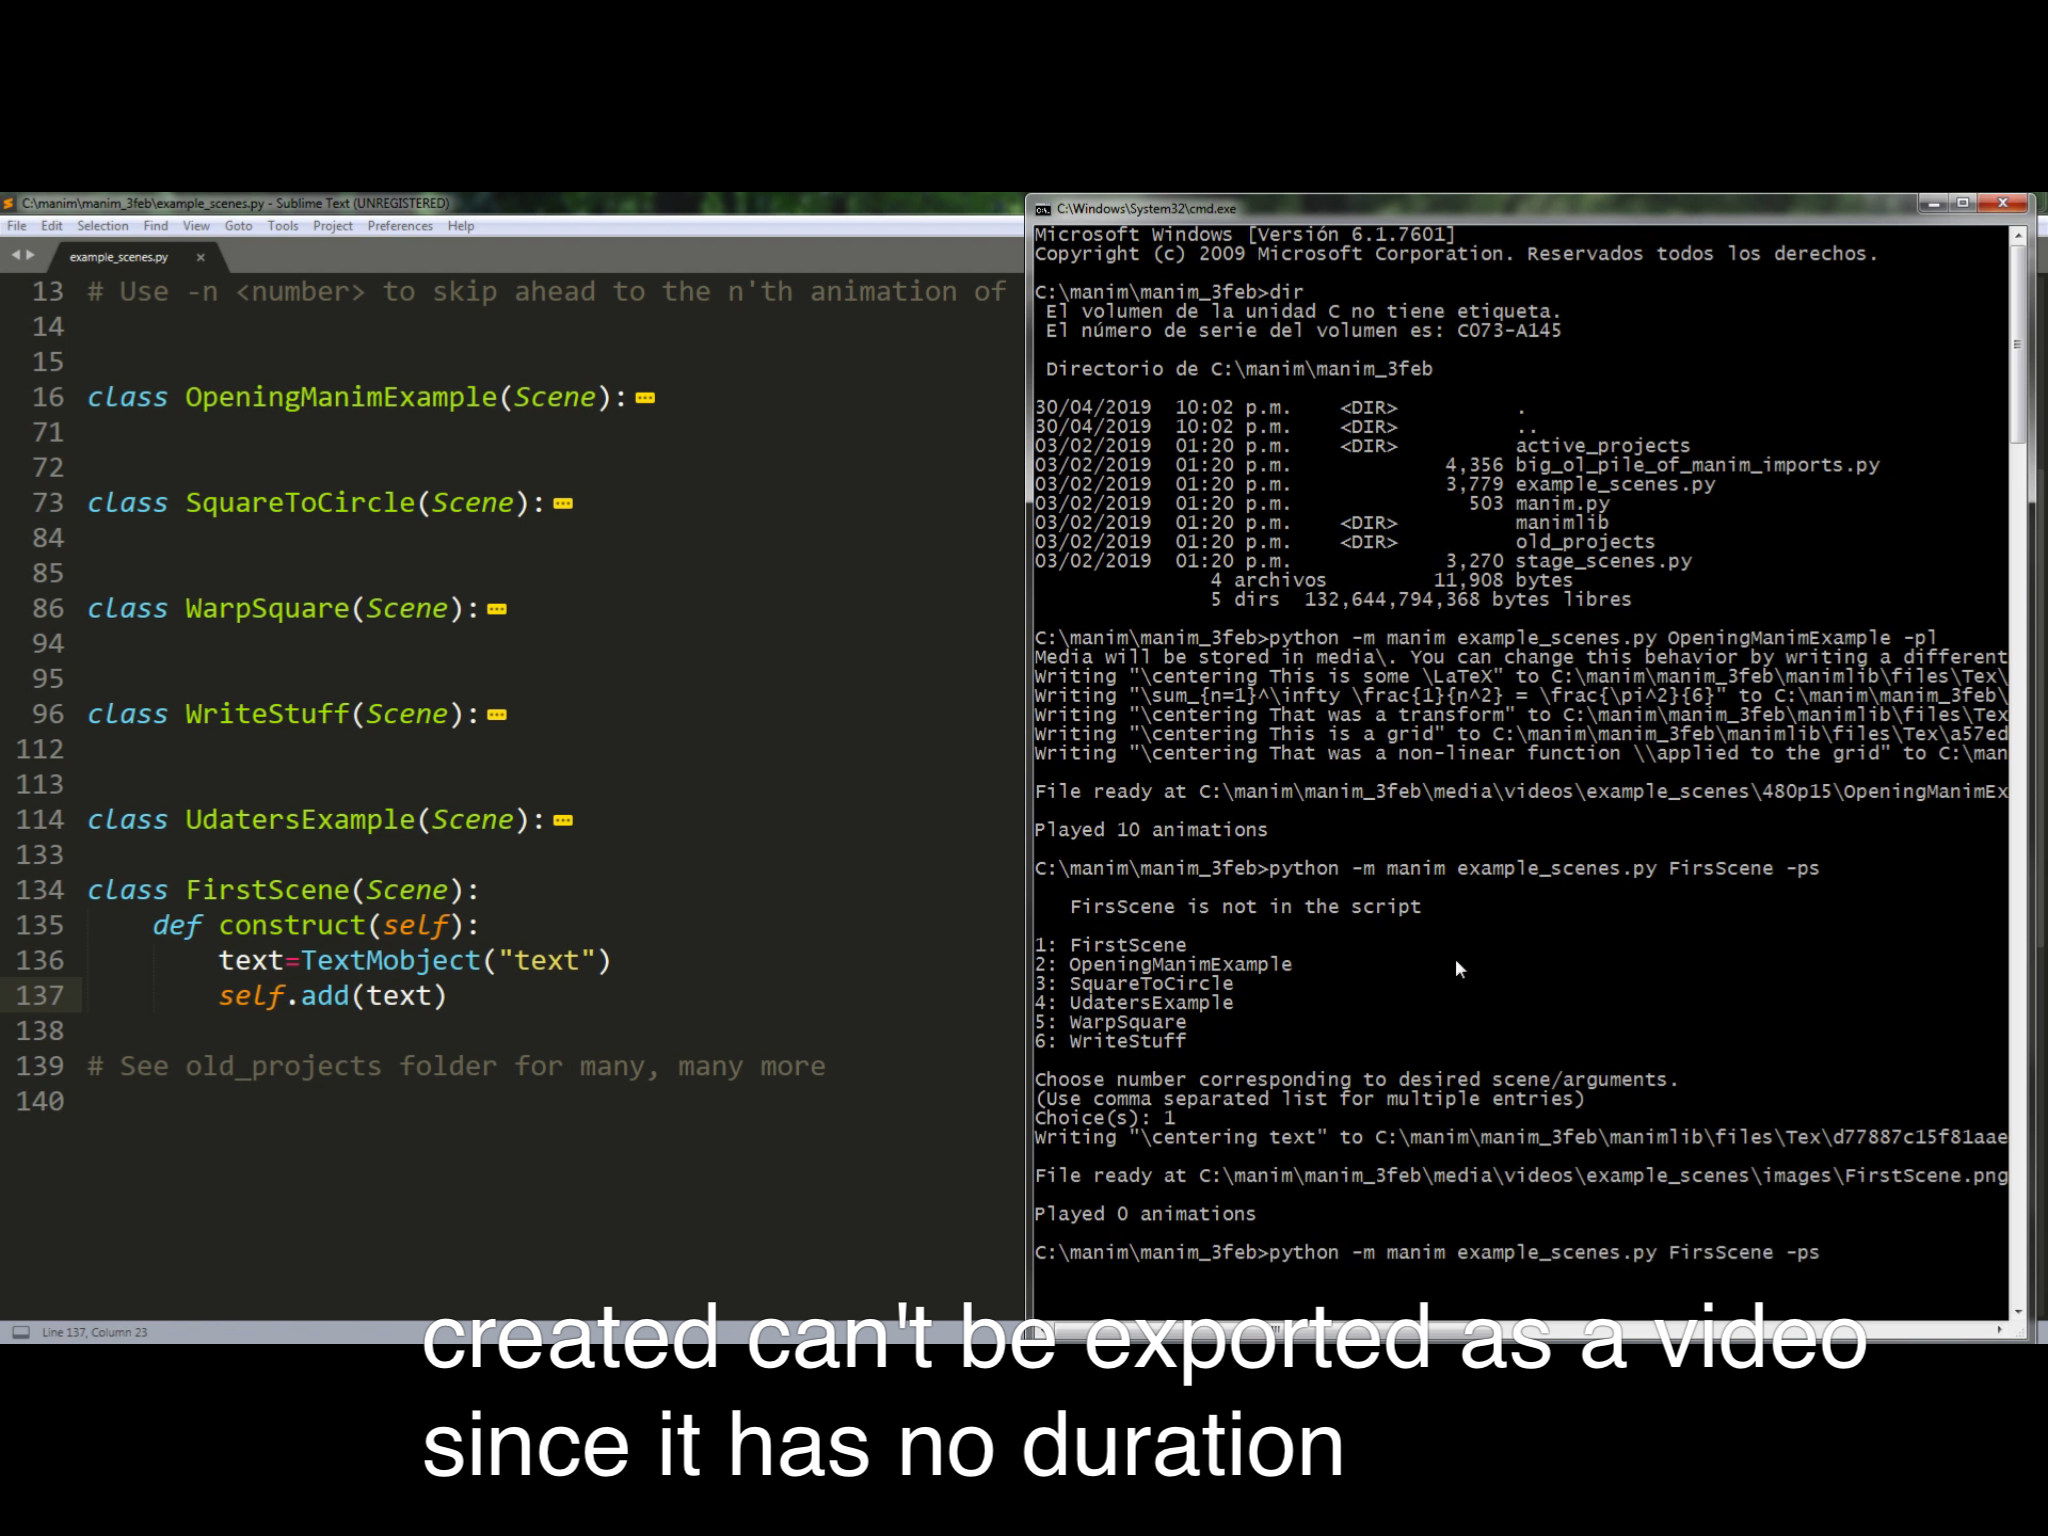 C:\manim\manim_3feb\example_scenes.py - Sublime Text (UNREGISTERED)
File Edit Selection Find View Goto Tools Project Preferences Help
example_scenes.py ×
13 # Use -n <number> to skip ahead to the n'th animation of
14
15
16 class OpeningManimExample(Scene):
71
72
73 class SquareToCircle(Scene):
84
85
86 class WarpSquare(Scene):
94
95
96 class WriteStuff(Scene):
112
113
114 class UdatersExample(Scene):
133
134 class FirstScene(Scene):
135 def construct(self):
136 text=TextMobject("text")
137 self.add(text)
138
139 # See old_projects folder for many, many more
140
Line 137, Column 23
C:\Windows\System32\cmd.exe
Microsoft Windows [Versión 6.1.7601]
Copyright (c) 2009 Microsoft Corporation. Reservados todos los derechos.
C:\manim\manim_3feb>dir
El volumen de la unidad C no tiene etiqueta.
El número de serie del volumen es: C073-A145
Directorio de C:\manim\manim_3feb
30/04/2019 10:02 p.m. <DIR> .
30/04/2019 10:02 p.m. <DIR> ..
03/02/2019 01:20 p.m. <DIR> active_projects
03/02/2019 01:20 p.m. 4,356 big_ol_pile_of_manim_imports.py
03/02/2019 01:20 p.m. 3,779 example_scenes.py
03/02/2019 01:20 p.m. 503 manim.py
03/02/2019 01:20 p.m. <DIR> manimlib
03/02/2019 01:20 p.m. <DIR> old_projects
03/02/2019 01:20 p.m. 3,270 stage_scenes.py
4 archivos 11,908 bytes
5 dirs 132,644,794,368 bytes libres
C:\manim\manim_3feb>python -m manim example_scenes.py OpeningManimExample -pl
Media will be stored in media\. You can change this behavior by writing a different
Writing "\centering This is some \LaTeX" to C:\manim\manim_3feb\manimlib\files\Tex\
Writing "\sum_{n=1}^\infty \frac{1}{n^2} = \frac{\pi^2}{6}" to C:\manim\manim_3feb\
Writing "\centering That was a transform" to C:\manim\manim_3feb\manimlib\files\Tex
Writing "\centering This is a grid" to C:\manim\manim_3feb\manimlib\files\Tex\a57ed
Writing "\centering That was a non-linear function \\applied to the grid" to C:\man
File ready at C:\manim\manim_3feb\media\videos\example_scenes\480p15\OpeningManimEx
Played 10 animations
C:\manim\manim_3feb>python -m manim example_scenes.py FirsScene -ps
FirsScene is not in the script
1: FirstScene
2: OpeningManimExample
3: SquareToCircle
4: UdatersExample
5: WarpSquare
6: WriteStuff
Choose number corresponding to desired scene/arguments.
(Use comma separated list for multiple entries)
Choice(s): 1
Writing "\centering text" to C:\manim\manim_3feb\manimlib\files\Tex\d77887c15f81aae
File ready at C:\manim\manim_3feb\media\videos\example_scenes\images\FirstScene.png
Played 0 animations
C:\manim\manim_3feb>python -m manim example_scenes.py FirsScene -ps
created can't be exported as a video
since it has no duration